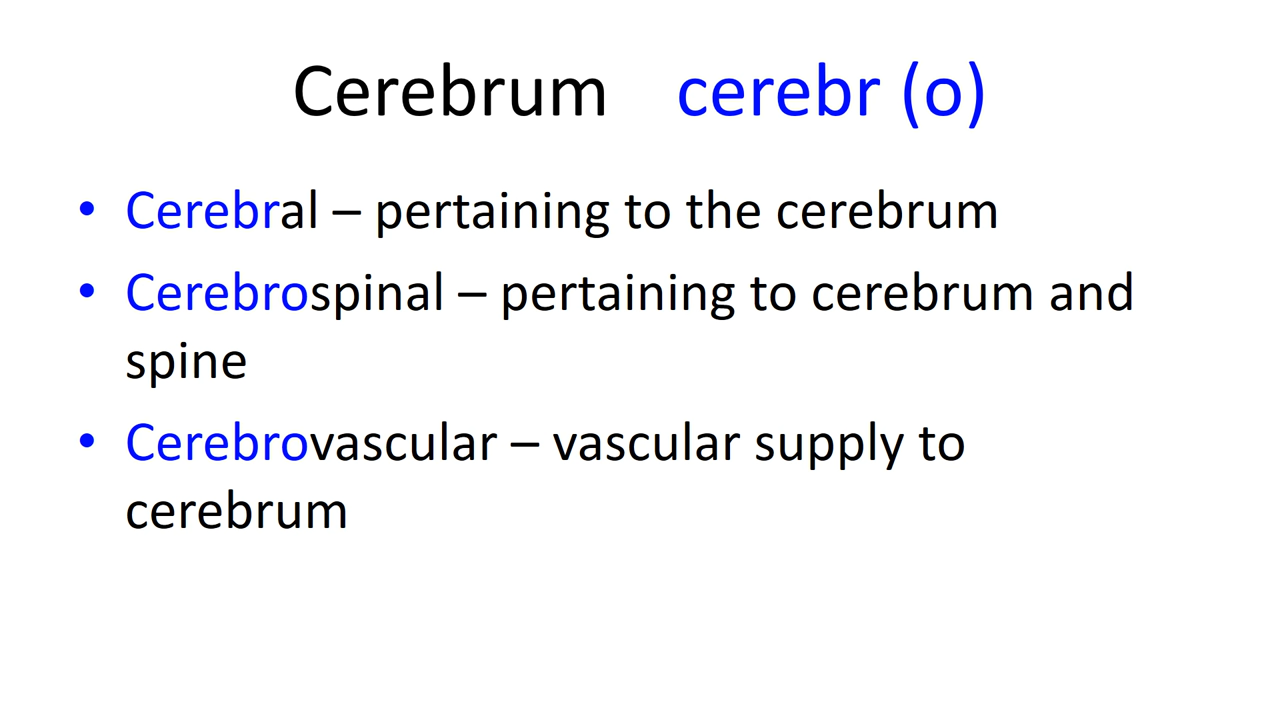 Cerebrum cerebr (o)
• Cerebral – pertaining to the cerebrum
• Cerebrospinal – pertaining to cerebrum and
spine
• Cerebrovascular – vascular supply to
cerebrum